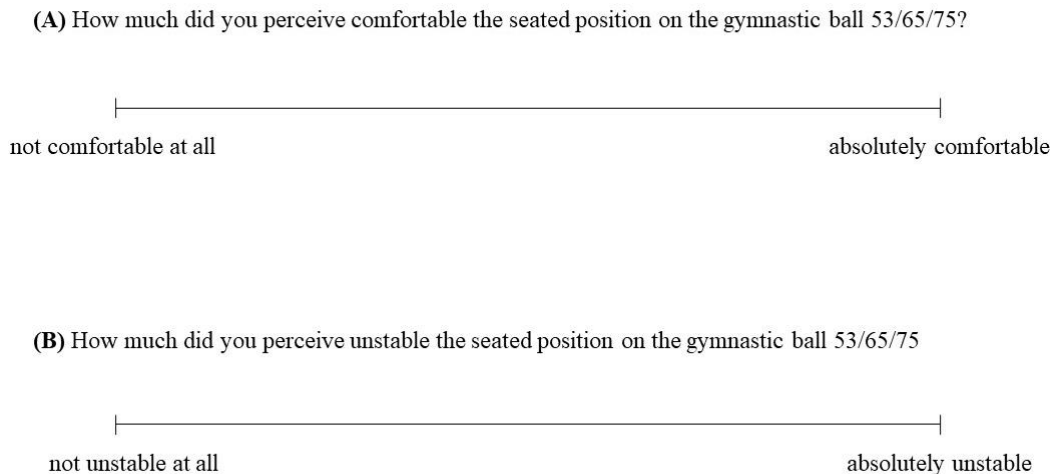 (A) How much did you perceive comfortable the seated position on the gymnastic ball 53/65/75?
not comfortable at all absolutely comfortable
(B) How much did you perceive unstable the seated position on the gymnastic ball 53/65/75
not unstable at all absolutely unstable